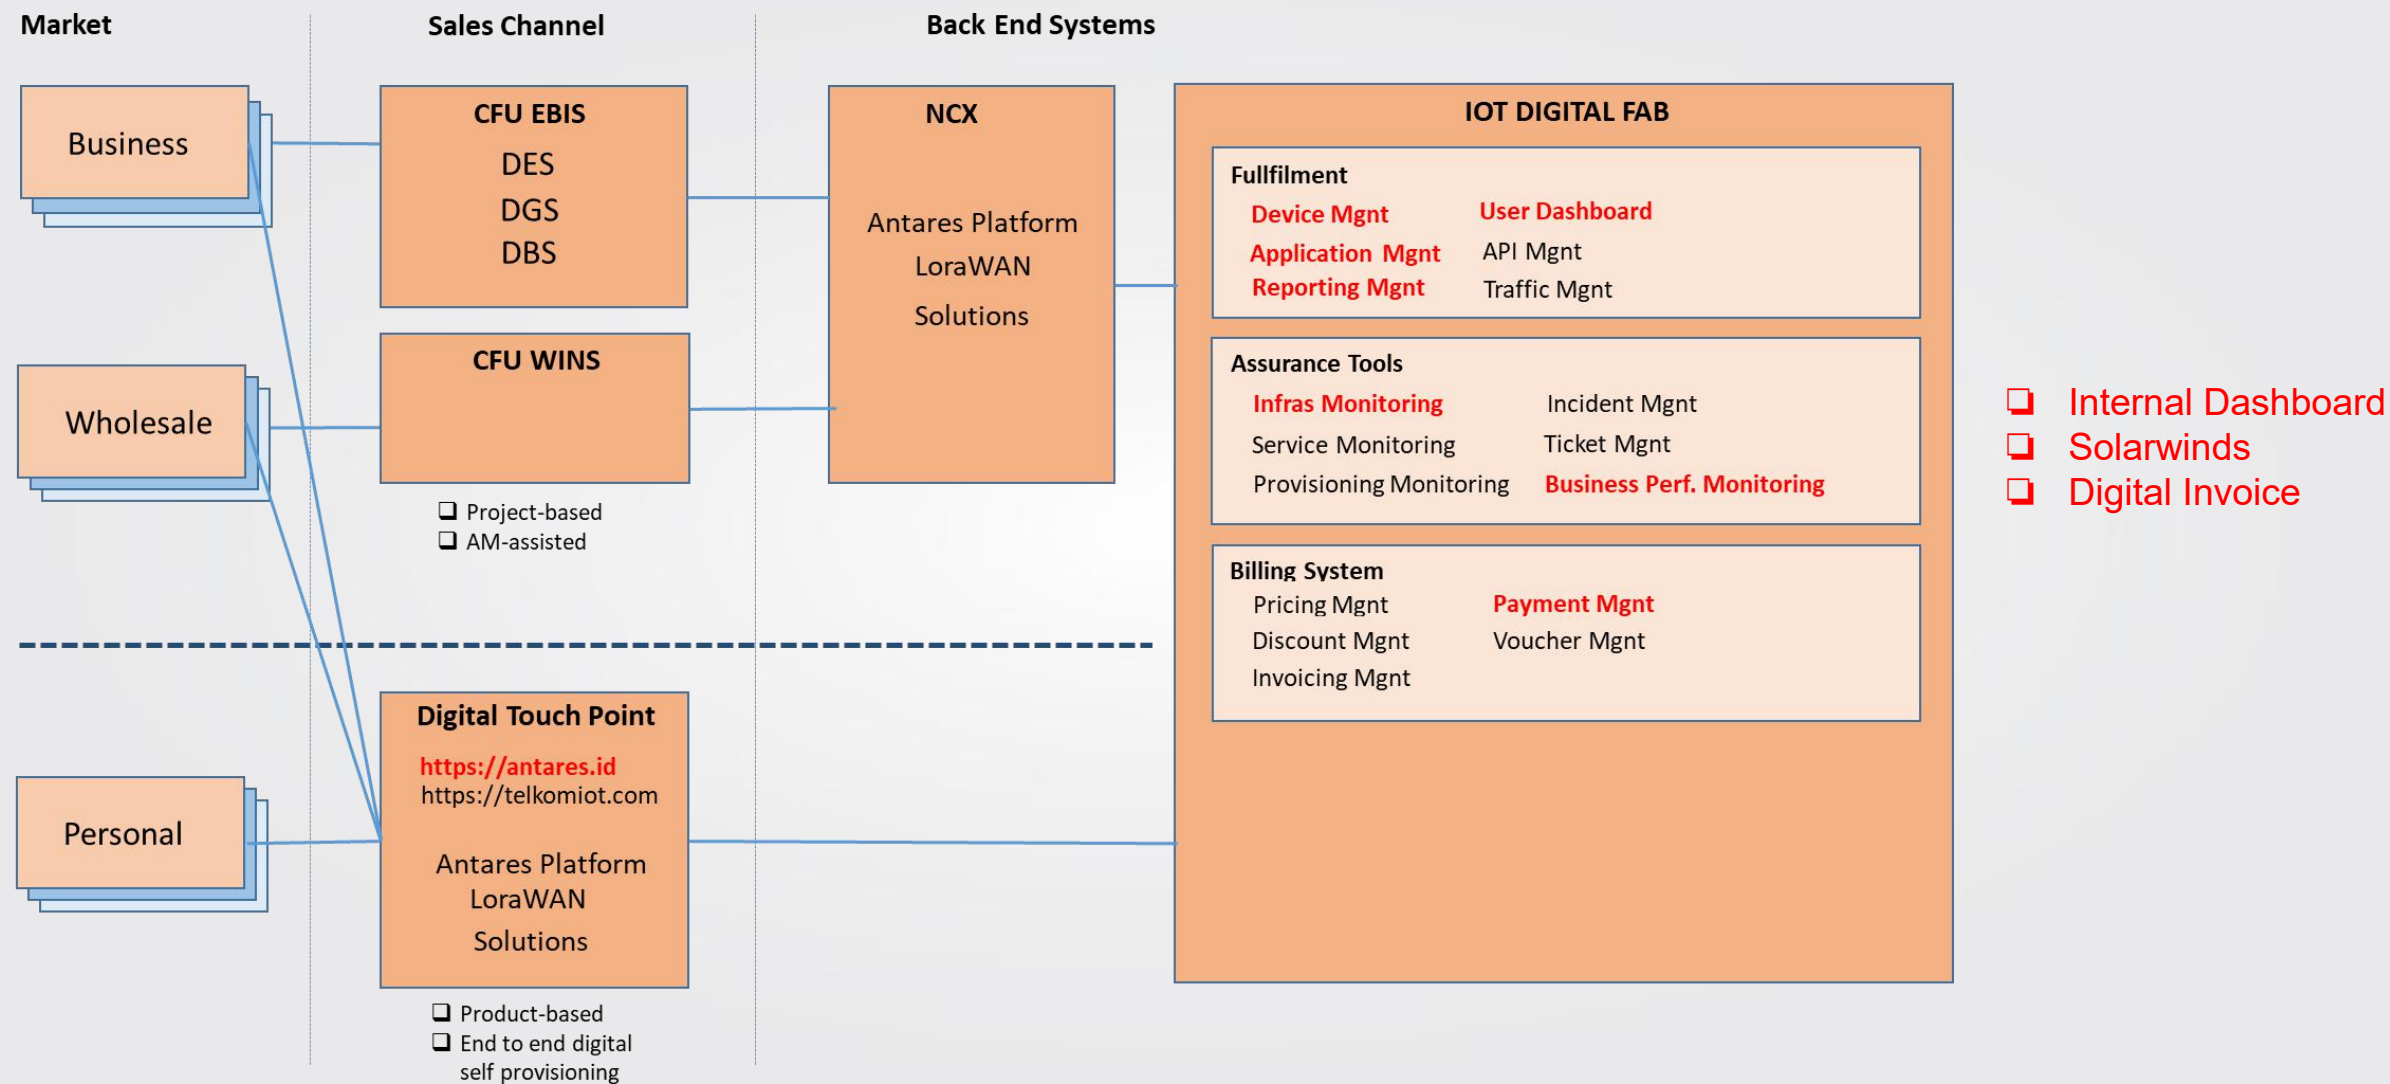 Market
Sales Channel
Back End Systems
Business
Wholesale
Personal
CFU EBIS
DES
DGS
DBS
CFU WINS
❑ Project-based
❑ AM-assisted
Digital Touch Point
https://antares.id
https://telkomiot.com
Antares Platform
LoraWAN
Solutions
❑ Product-based
❑ End to end digital
self provisioning
NCX
Antares Platform
LoraWAN
Solutions
IOT DIGITAL FAB
Fullfilment
Device Mgnt
User Dashboard
Application Mgnt
API Mgnt
Reporting Mgnt
Traffic Mgnt
Assurance Tools
Infras Monitoring
Incident Mgnt
Service Monitoring
Ticket Mgnt
Provisioning Monitoring
Business Perf. Monitoring
Billing System
Pricing Mgnt
Payment Mgnt
Discount Mgnt
Voucher Mgnt
Invoicing Mgnt
❑ Internal Dashboard
❑ Solarwinds
❑ Digital Invoice